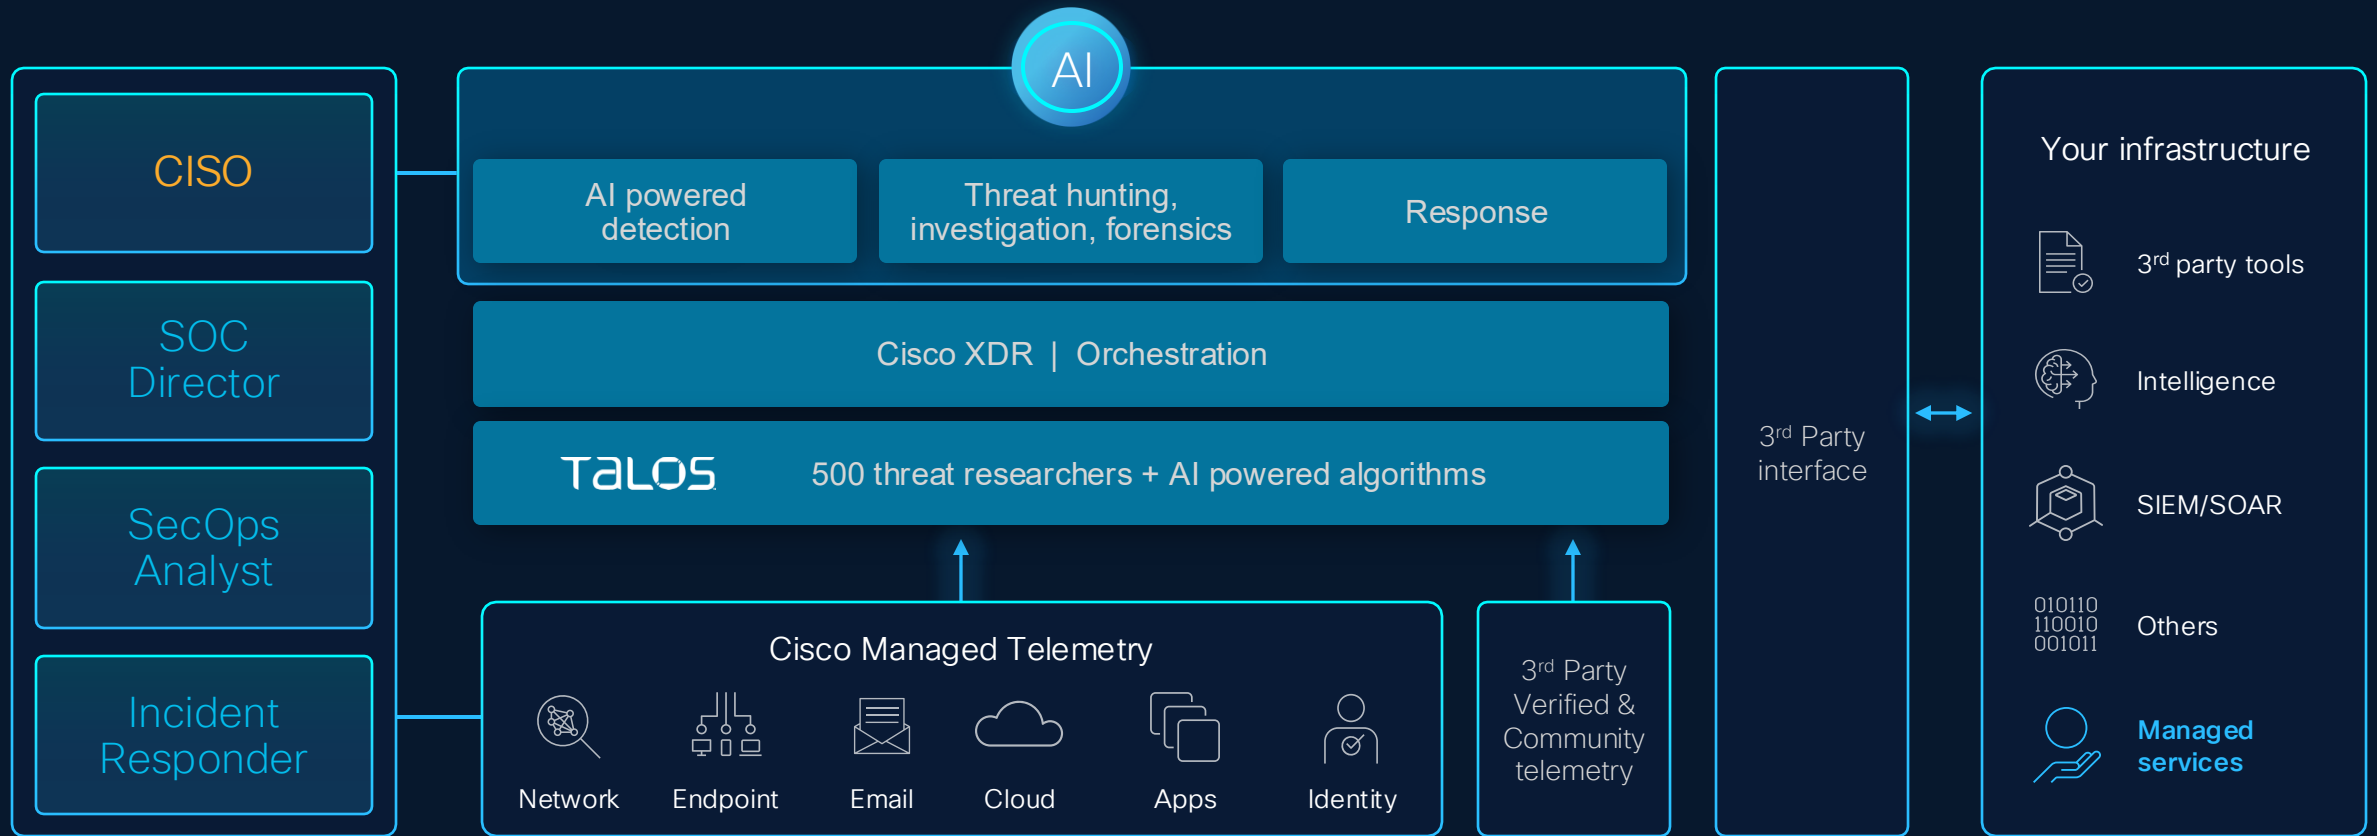 CISO
SOC
Director
SecOps
Analyst
Incident
Responder
AI
AI powered
detection
Threat hunting,
investigation, forensics
Response
Cisco XDR | Orchestration
TALOS
500 threat researchers + AI powered algorithms
Cisco Managed Telemetry
Network
Endpoint
Email
Cloud
Apps
Identity
3rd Party
Verified &
Community
telemetry
3rd Party
interface
Your infrastructure
3rd party tools
Intelligence
SIEM/SOAR
010110
110010
001011
Others
Managed
services